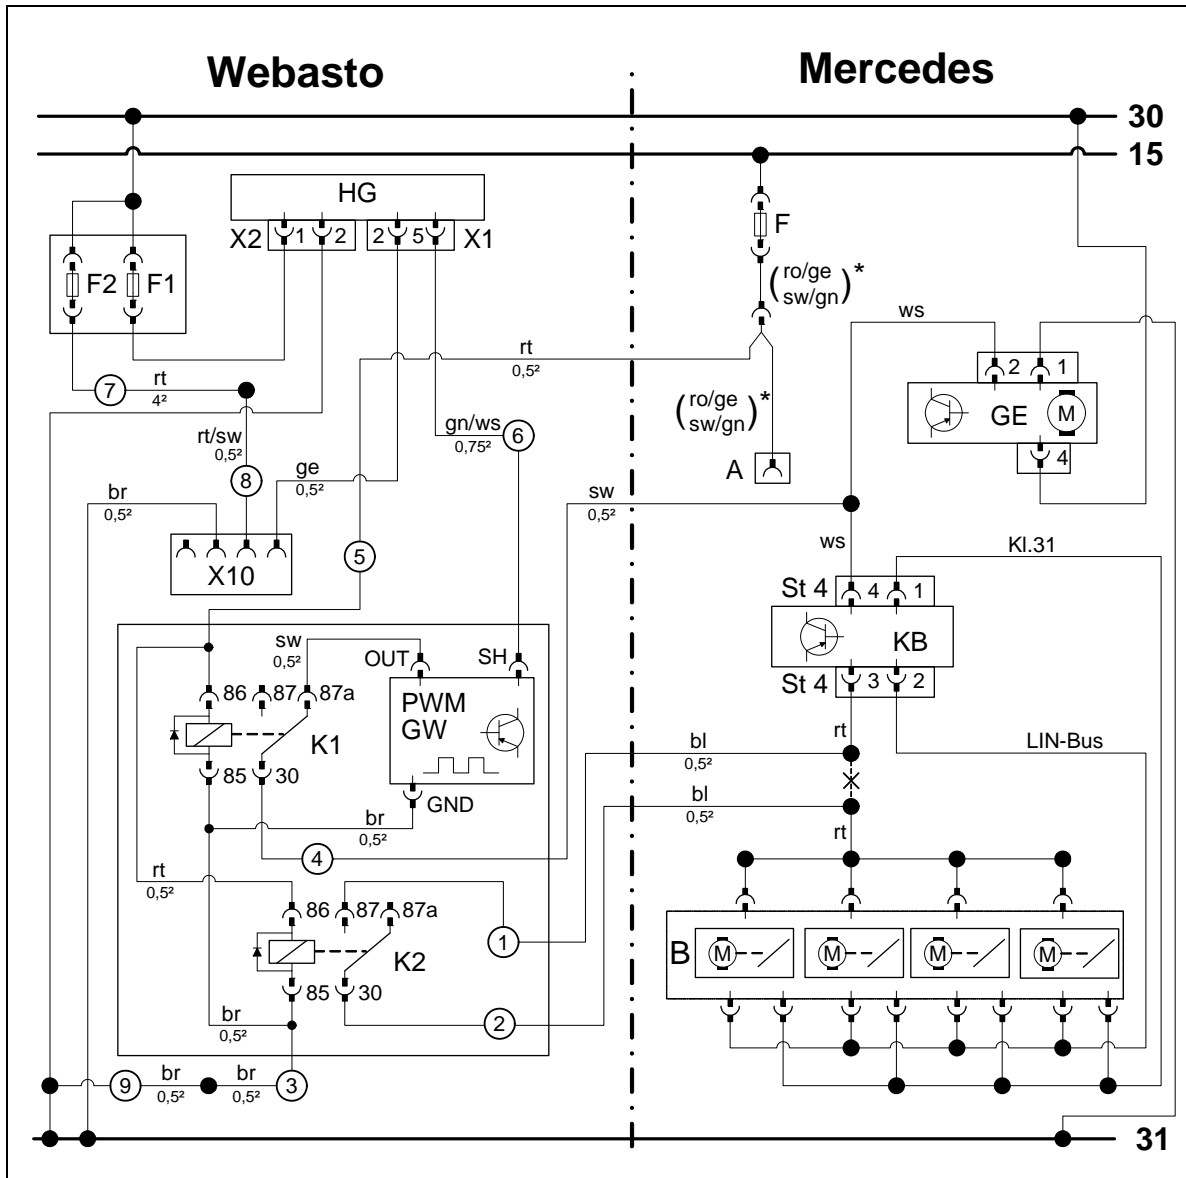 Webasto
Mercedes
30
15
HG
X2 1 2 2 5 X1
F
F2 F1
(ro/ge sw/gn)*
ws
rt
0,5²
2 1
7
rt
4²
GE M
(ro/ge sw/gn)*
gn/ws
0,75²
6
rt/sw
0,5²
4
8
ge
0,5²
A
br
0,5²
sw
0,5²
5
ws
Kl.31
X10
St 4 4 1
sw
0,5²
OUT SH
KB
86 87 87a
St 4 3 2
PWM
GW
K1
rt
LIN-Bus
bl
0,5²
85 30
GND
bl
0,5²
br
0,5²
rt
4
rt
0,5²
86 87 87a
1
B M M M M
K2
85 30
2
br
0,5²
9
br
0,5²
br
0,5²
3
31